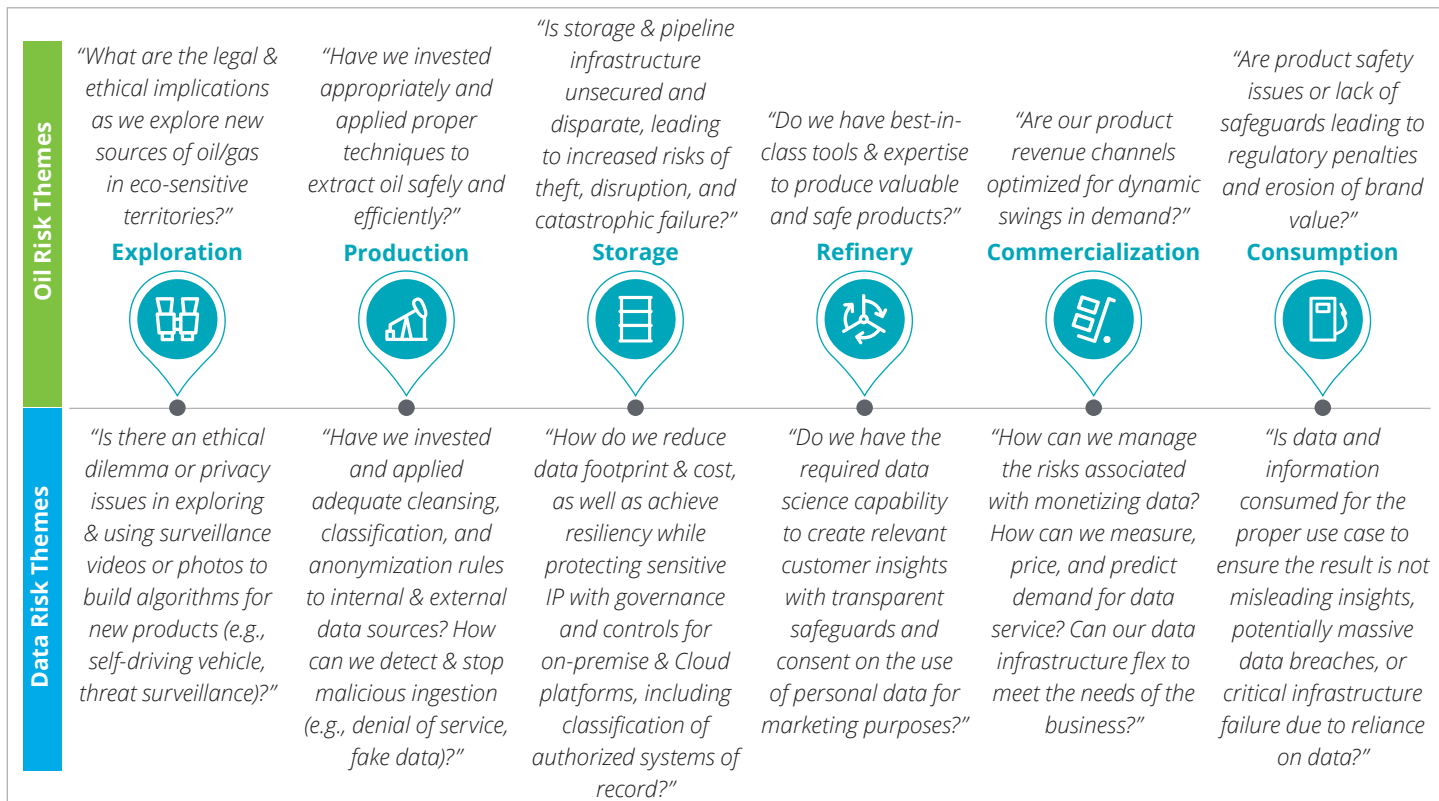 Oil Risk Themes
“What are the legal &
ethical implications
as we explore new
sources of oil/gas
in eco-sensitive
territories?”
Exploration
“Have we invested
appropriately and
applied proper
techniques to
extract oil safely and
efficiently?”
Production
“Is storage & pipeline
infrastructure
unsecured and
disparate, leading
to increased risks of
theft, disruption, and
catastrophic failure?”
Storage
“Do we have best-in-
class tools & expertise
to produce valuable
and safe products?”
Refinery
“Are our product
revenue channels
optimized for dynamic
swings in demand?”
Commercialization
“Are product safety
issues or lack of
safeguards leading to
regulatory penalties
and erosion of brand
value?”
Consumption
Data Risk Themes
“Is there an ethical
dilemma or privacy
issues in exploring
& using surveillance
videos or photos to
build algorithms for
new products (e.g.,
self-driving vehicle,
threat surveillance)?”
“Have we invested
and applied
adequate cleansing,
classification, and
anonymization rules
to internal & external
data sources? How
can we detect & stop
malicious ingestion
(e.g., denial of service,
fake data)?”
“How do we reduce
data footprint & cost,
as well as achieve
resiliency while
protecting sensitive
IP with governance
and controls for
on-premise & Cloud
platforms, including
classification of
authorized systems of
record?”
“Do we have the
required data
science capability
to create relevant
customer insights
with transparent
safeguards and
consent on the use
of personal data for
marketing purposes?”
“How can we manage
the risks associated
with monetizing data?
How can we measure,
price, and predict
demand for data
service? Can our data
infrastructure flex to
meet the needs of the
business?”
“Is data and
information
consumed for the
proper use case to
ensure the result is not
misleading insights,
potentially massive
data breaches, or
critical infrastructure
failure due to reliance
on data?”